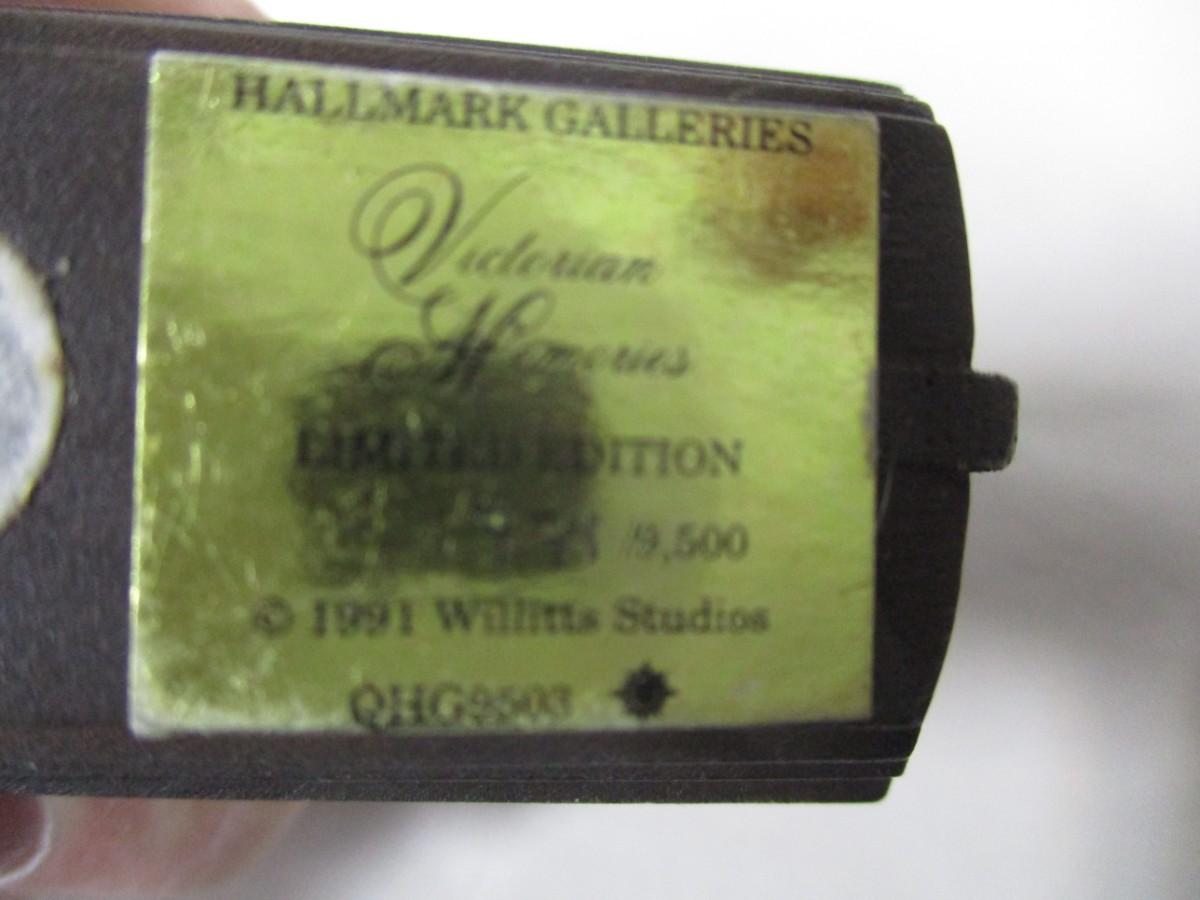 HALLMARK GALLERIES
Victorian
Memories
LIMITED EDITION
/9,500
© 1991 Willitts Studios
QHG9503